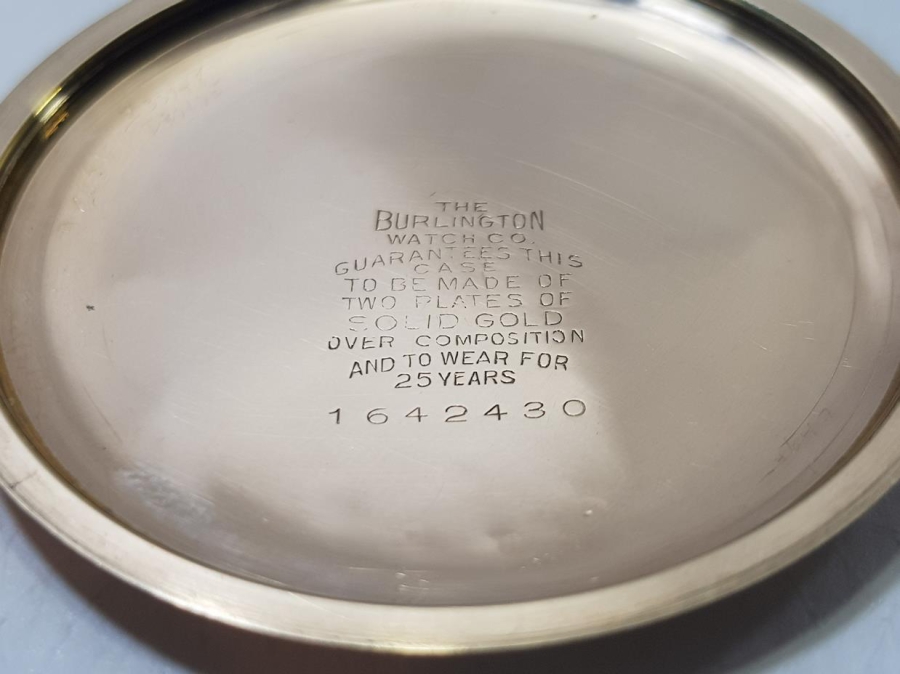 THE
BURLINGTON
WATCH CO.
GUARANTEES THIS
CASE
TO BE MADE OF
TWO PLATES OF
SOLID GOLD
OVER COMPOSITION
AND TO WEAR FOR
25 YEARS
1642430